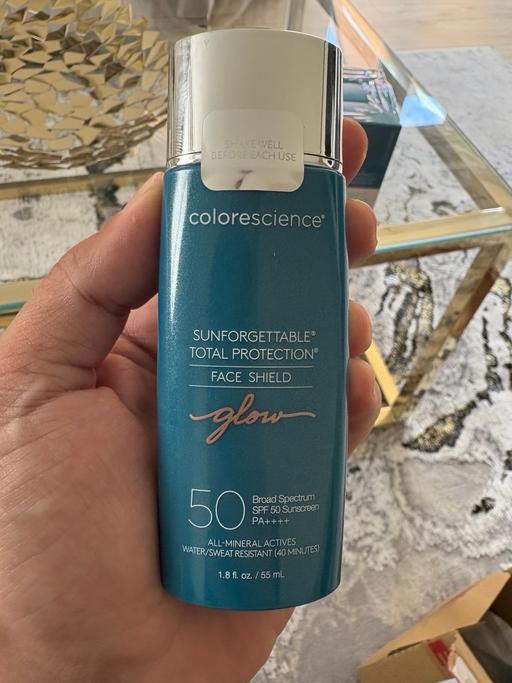 SHAKE WELL
BEFORE EACH USE
colorescience®
SUNFORGETTABLE®
TOTAL PROTECTION®
FACE SHIELD
glow
50 Broad Spectrum
SPF 50 Sunscreen
PA++++
ALL-MINERAL ACTIVES
WATER/SWEAT RESISTANT (40 MINUTES)
1.8 fl. oz. / 55 mL